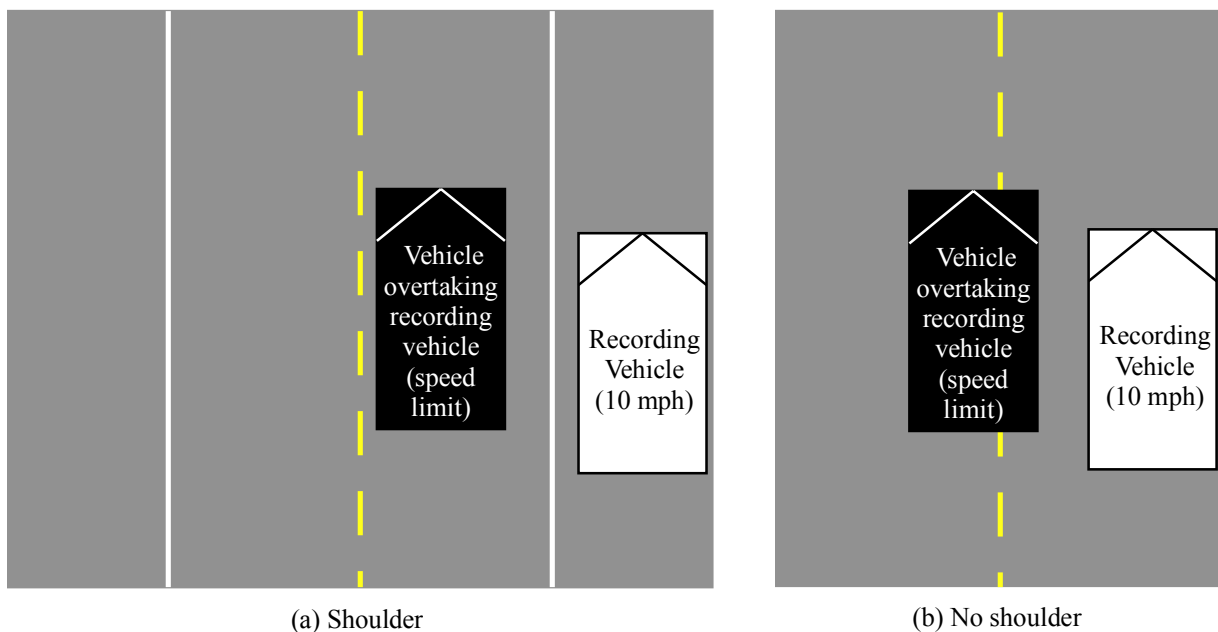 Vehicle
overtaking
recording
vehicle
(speed
limit)
Recording
Vehicle
(10 mph)
(a) Shoulder
Vehicle
overtaking
recording
vehicle
(speed
limit)
Recording
Vehicle
(10 mph)
(b) No shoulder